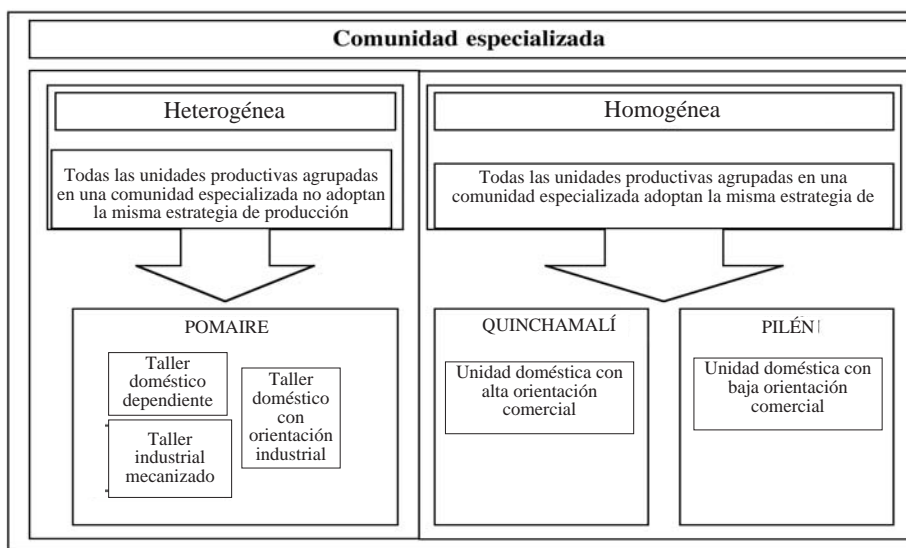 Comunidad especializada
Heterogénea
Todas las unidades productivas agrupadas
en una comunidad especializada no adoptan
la misma estrategia de producción
Homogénea
Todas las unidades productivas agrupadas en una
comunidad especializada adoptan la misma estrategia de
POMAIRE
Taller
doméstico
dependiente
Taller
industrial
mecanizado
Taller
doméstico
con
orientación
industrial
QUINCHAMALÍ
Unidad doméstica con
alta orientación
comercial
PILÉN
Unidad doméstica con
baja orientación
comercial